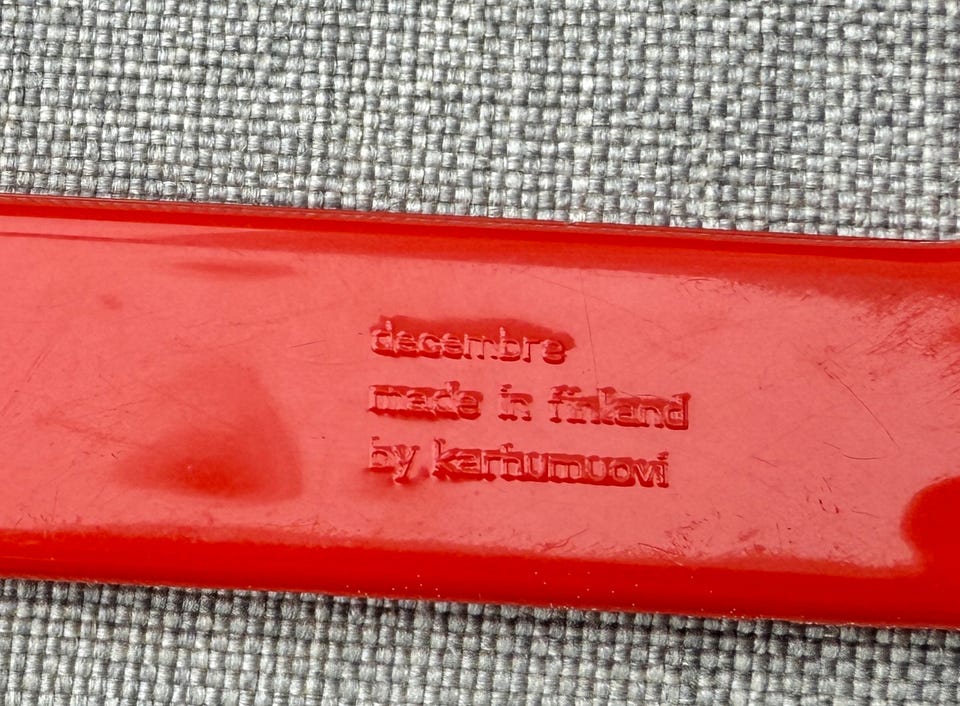 decembre
made in finland
by karhumuovi